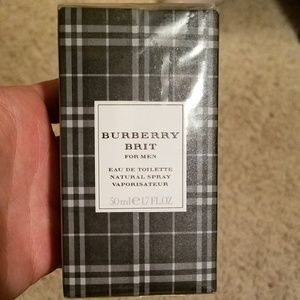 BURBERRY
BRIT
FOR MEN
EAU DE TOILETTE
NATURAL SPRAY
VAPORISATEUR
50 ml ℮ 1.7 FL.OZ